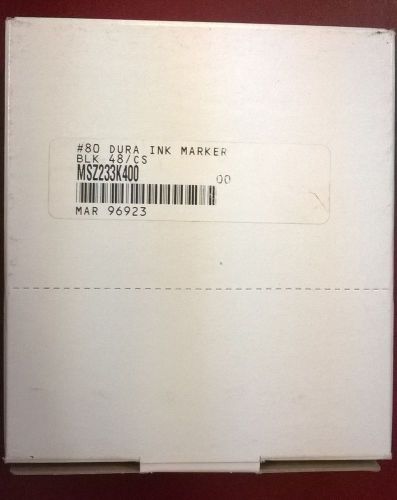 #80 DURA INK MARKER
BLK 48/CS
MSZ233K400
00
MAR 96923